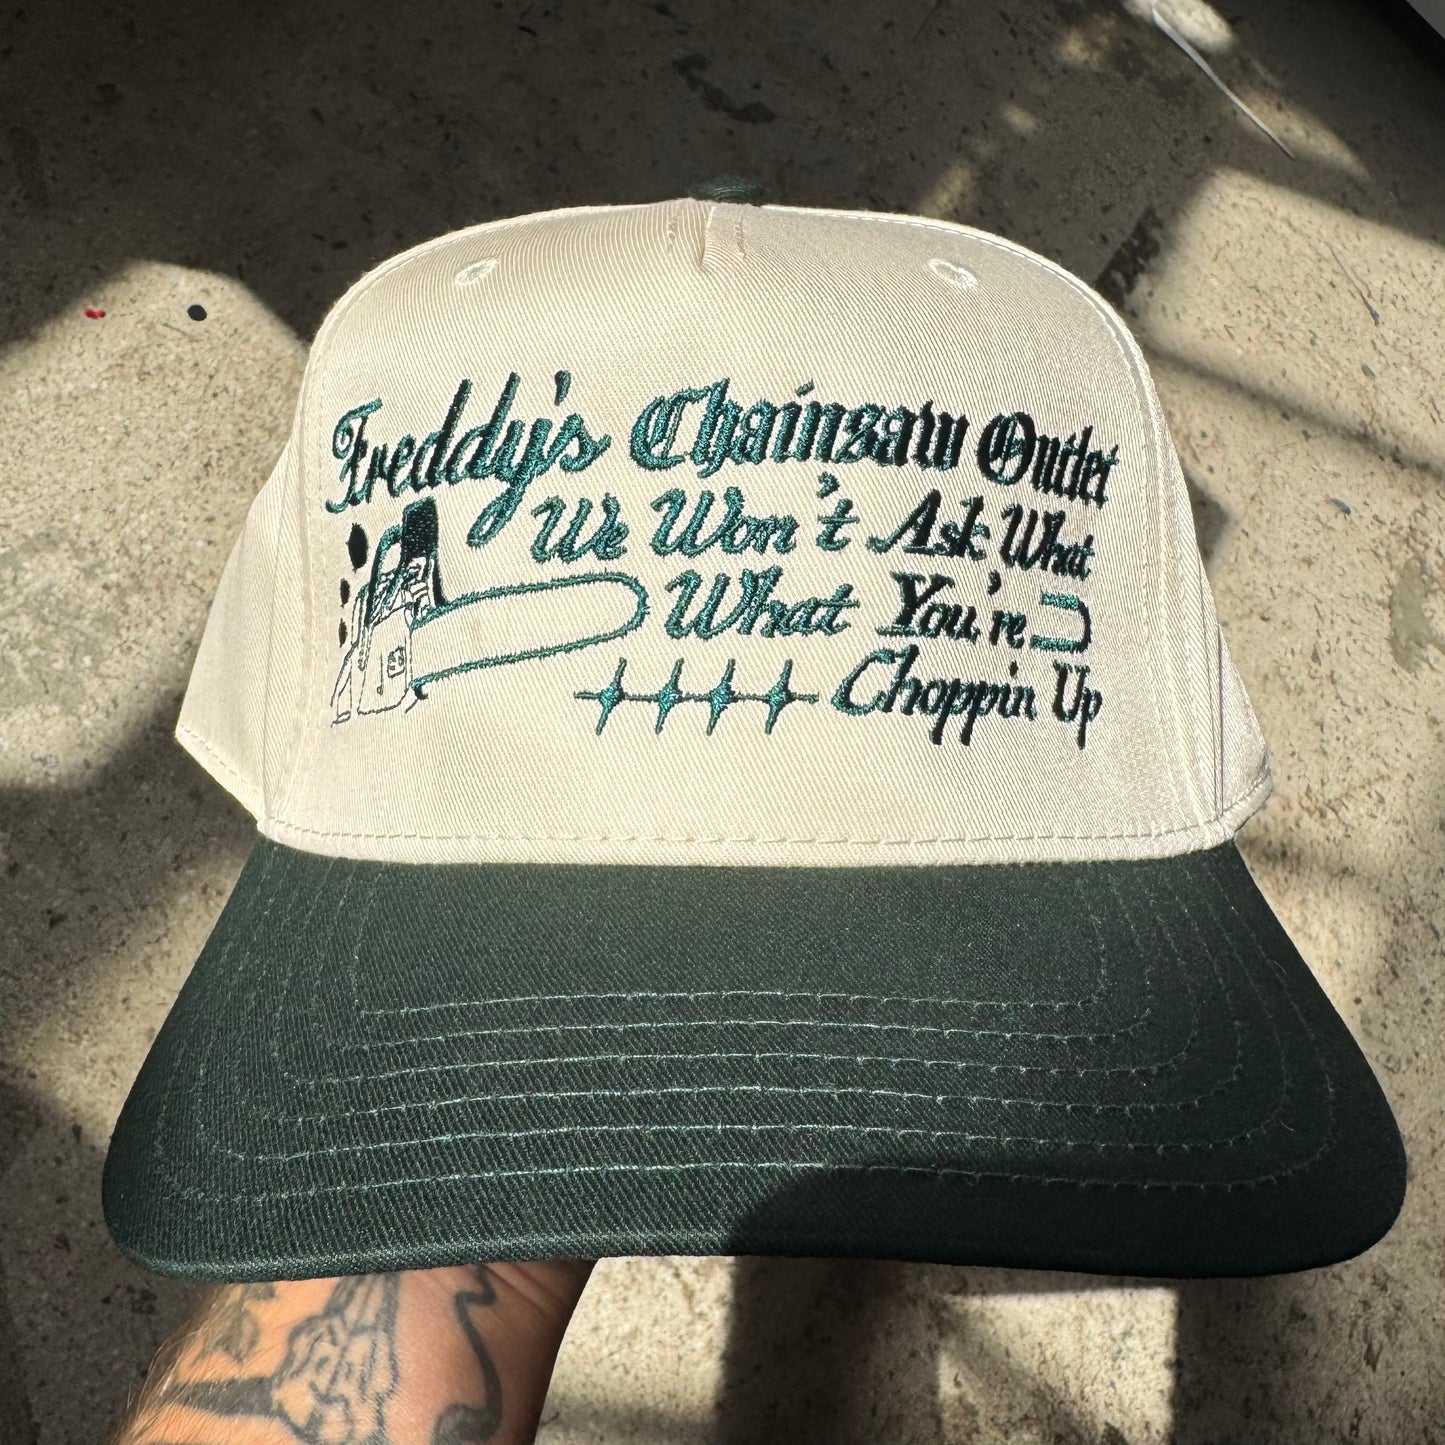 Freddy's Chainsaw Outlet
We Won't Ask What
What You're
Choppin Up